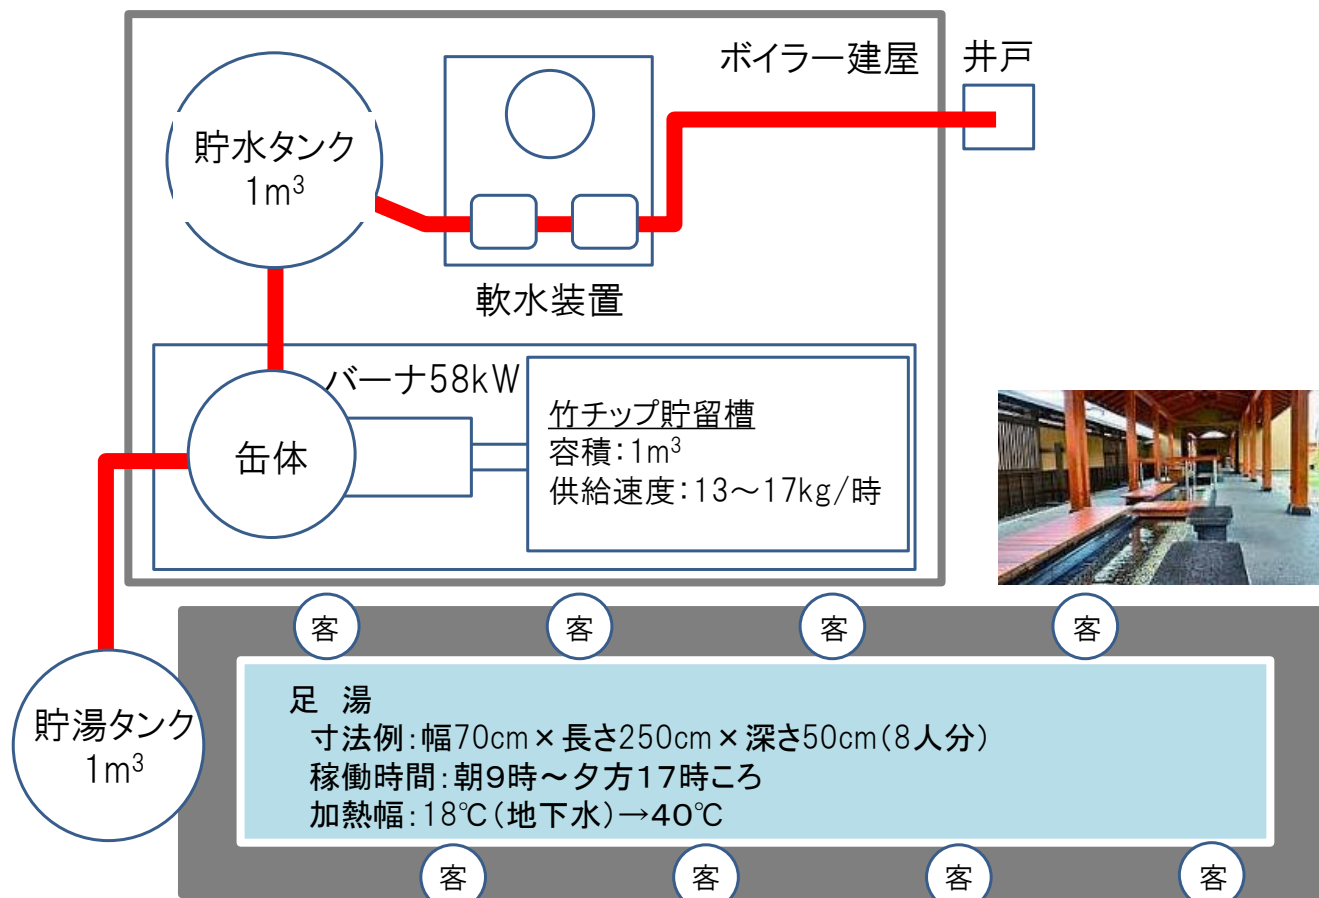 ボイラー建屋
井戸
貯水タンク
1m³
軟水装置
バーナ58kW
缶体
竹チップ貯留槽
容積：1m³
供給速度：13～17kg/時
貯湯タンク
1m³
客
客
客
客
足　湯
寸法例：幅70cm×長さ250cm×深さ50cm（8人分）
稼働時間：朝９時～夕方１７時ころ
加熱幅：18℃（地下水）→４０℃
客
客
客
客